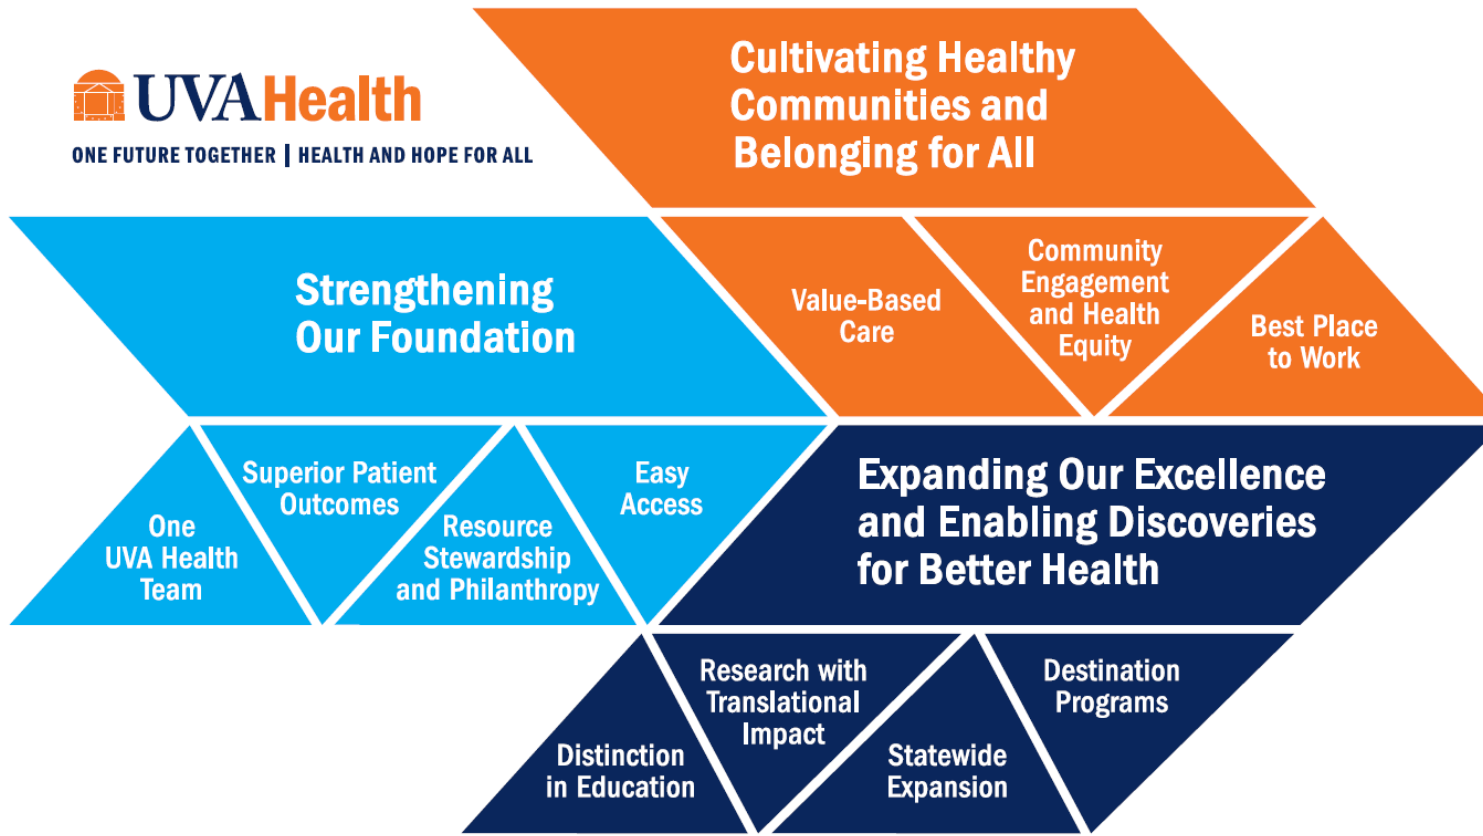 UVAHealth
ONE FUTURE TOGETHER | HEALTH AND HOPE FOR ALL
Cultivating Healthy
Communities and
Belonging for All
Value-Based
Care
Community
Engagement
and Health
Equity
Best Place
to Work
Strengthening
Our Foundation
One
UVA Health
Team
Superior Patient
Outcomes
Resource
Stewardship
and Philanthropy
Easy
Access
Expanding Our Excellence
and Enabling Discoveries
for Better Health
Distinction
in Education
Research with
Translational
Impact
Statewide
Expansion
Destination
Programs